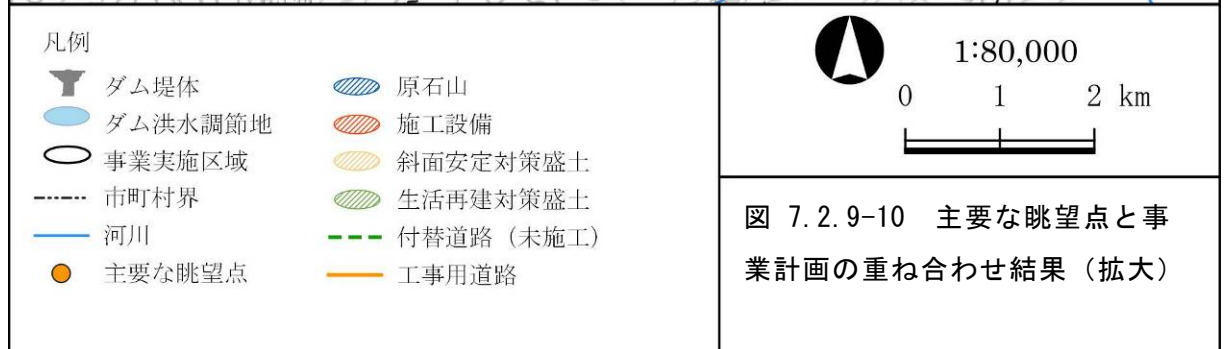 凡例
ダム堤体
ダム洪水調節地
事業実施区域
市町村界
河川
主要な眺望点
原石山
施工設備
斜面安定対策盛土
生活再建対策盛土
付替道路（未施工）
工事用道路
1:80,000
0 1 2 km
図 7.2.9-10 主要な眺望点と事
業計画の重ね合わせ結果（拡大）